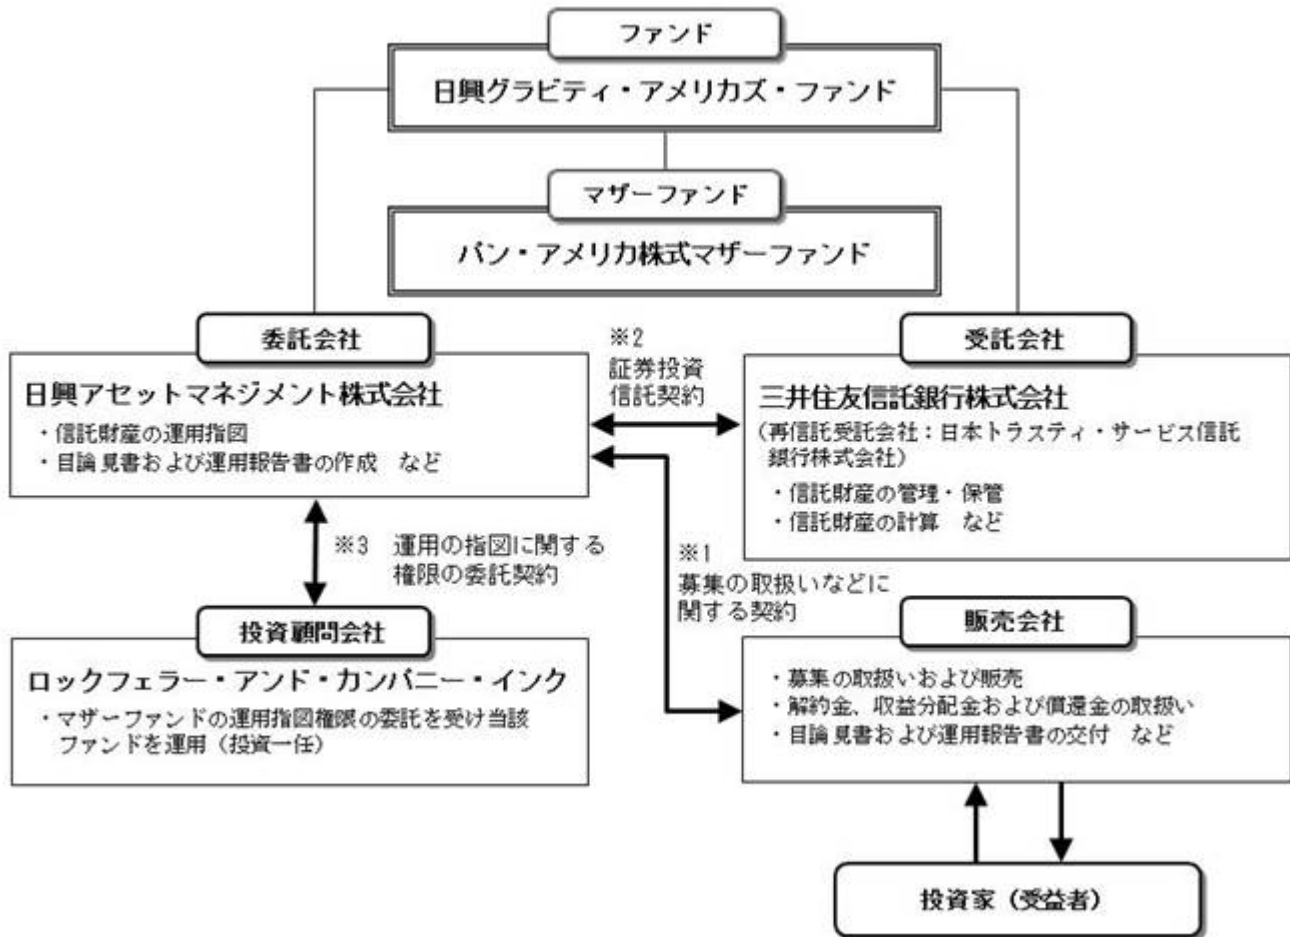 ファンド
日興グラビティ・アメリカズ・ファンド
マザーファンド
パン・アメリカ株式マザーファンド
委託会社
日興アセットマネジメント株式会社
・信託財産の運用指図
・目論見書および運用報告書の作成 など
※2
証券投資
信託契約
受託会社
三井住友信託銀行株式会社
(再信託受託会社:日本トラスティ・サービス信託
銀行株式会社)
・信託財産の管理・保管
・信託財産の計算 など
※3 運用の指図に関する
権限の委託契約
※1
募集の取扱いなどに
関する契約
投資顧問会社
ロックフェラー・アンド・カンパニー・インク
・マザーファンドの運用指図権限の委託を受け当該
ファンドを運用(投資一任)
販売会社
・募集の取扱いおよび販売
・解約金、収益分配金および償還金の取扱い
・目論見書および運用報告書の交付 など
投資家(受益者)